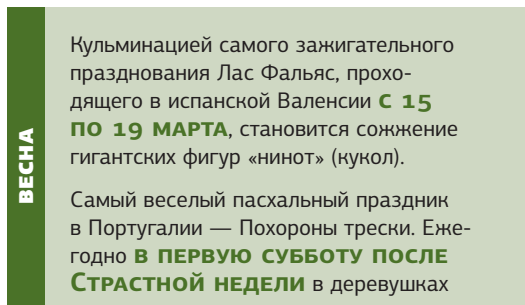 ВЕСНА
Кульминацией самого зажигательного
празднования Лас Фальяс, прохо-
дящего в испанской Валенсии С 15
ПО 19 МАРТА, становится сожжение
гигантских фигур «нинот» (кукол).
Самый веселый пасхальный праздник
в Португалии — Похороны трески. Еже-
годно В ПЕРВУЮ СУББОТУ ПОСЛЕ
СТРАСТНОЙ НЕДЕЛИ в деревушках